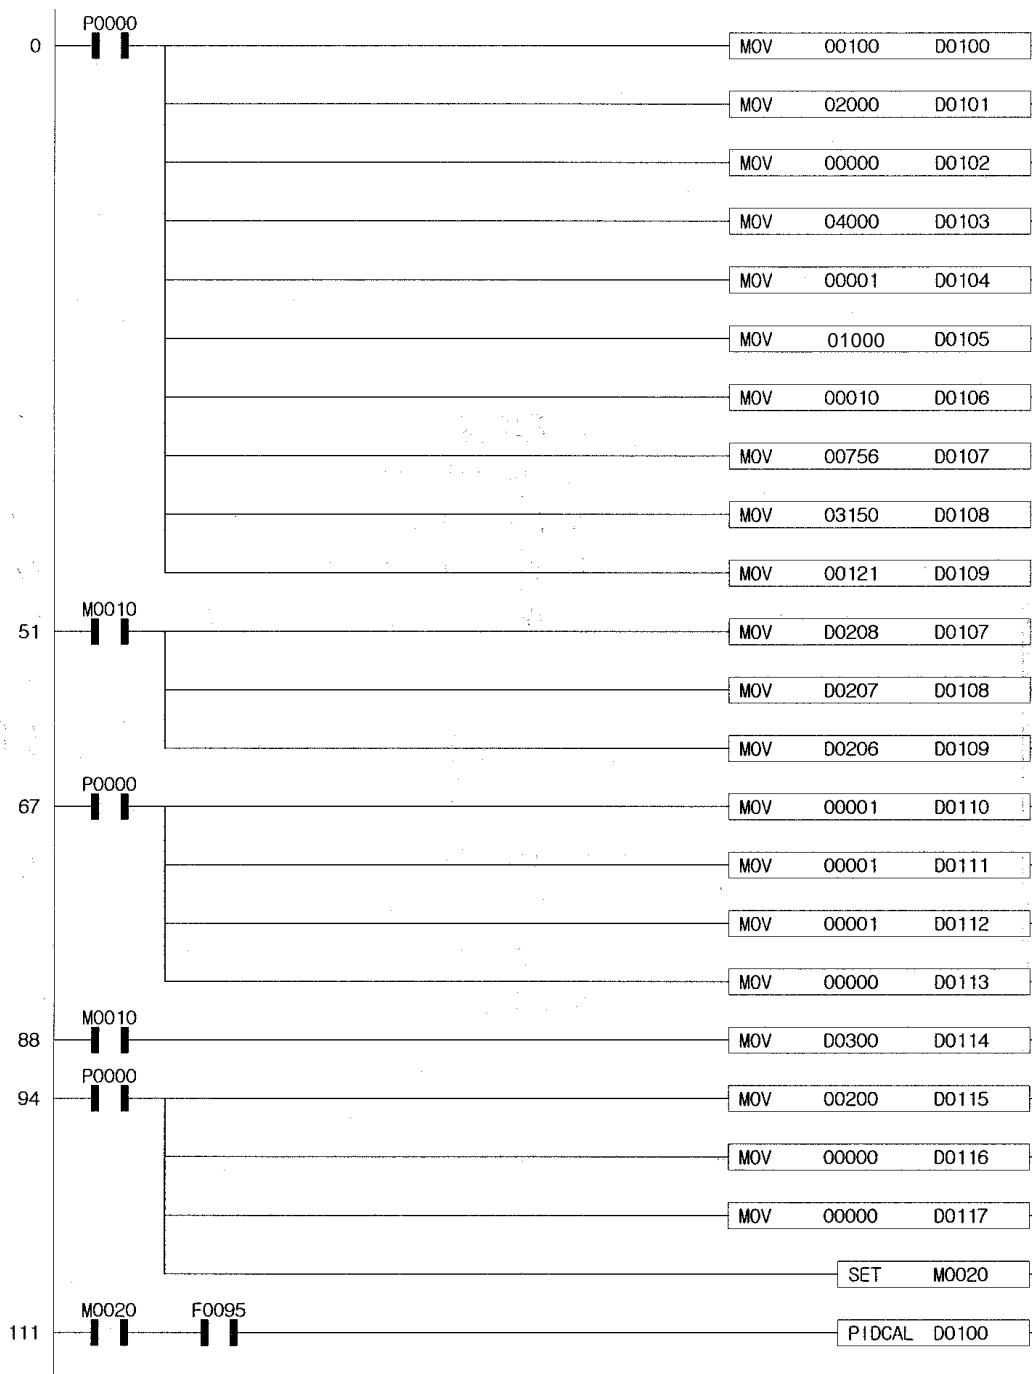 P0000
0 MOV 00100 D0100
MOV 02000 D0101
MOV 00000 D0102
MOV 04000 D0103
MOV 00001 D0104
MOV 01000 D0105
MOV 00010 D0106
MOV 00756 D0107
MOV 03150 D0108
MOV 00121 D0109
M0010
51 MOV D0208 D0107
MOV D0207 D0108
MOV D0206 D0109
P0000
67 MOV 00001 D0110
MOV 00001 D0111
MOV 00001 D0112
MOV 00000 D0113
M0010
88 MOV D0300 D0114
P0000
94 MOV 00200 D0115
MOV 00000 D0116
MOV 00000 D0117
SET M0020
M0020 F0095
111 PIDCAL D0100